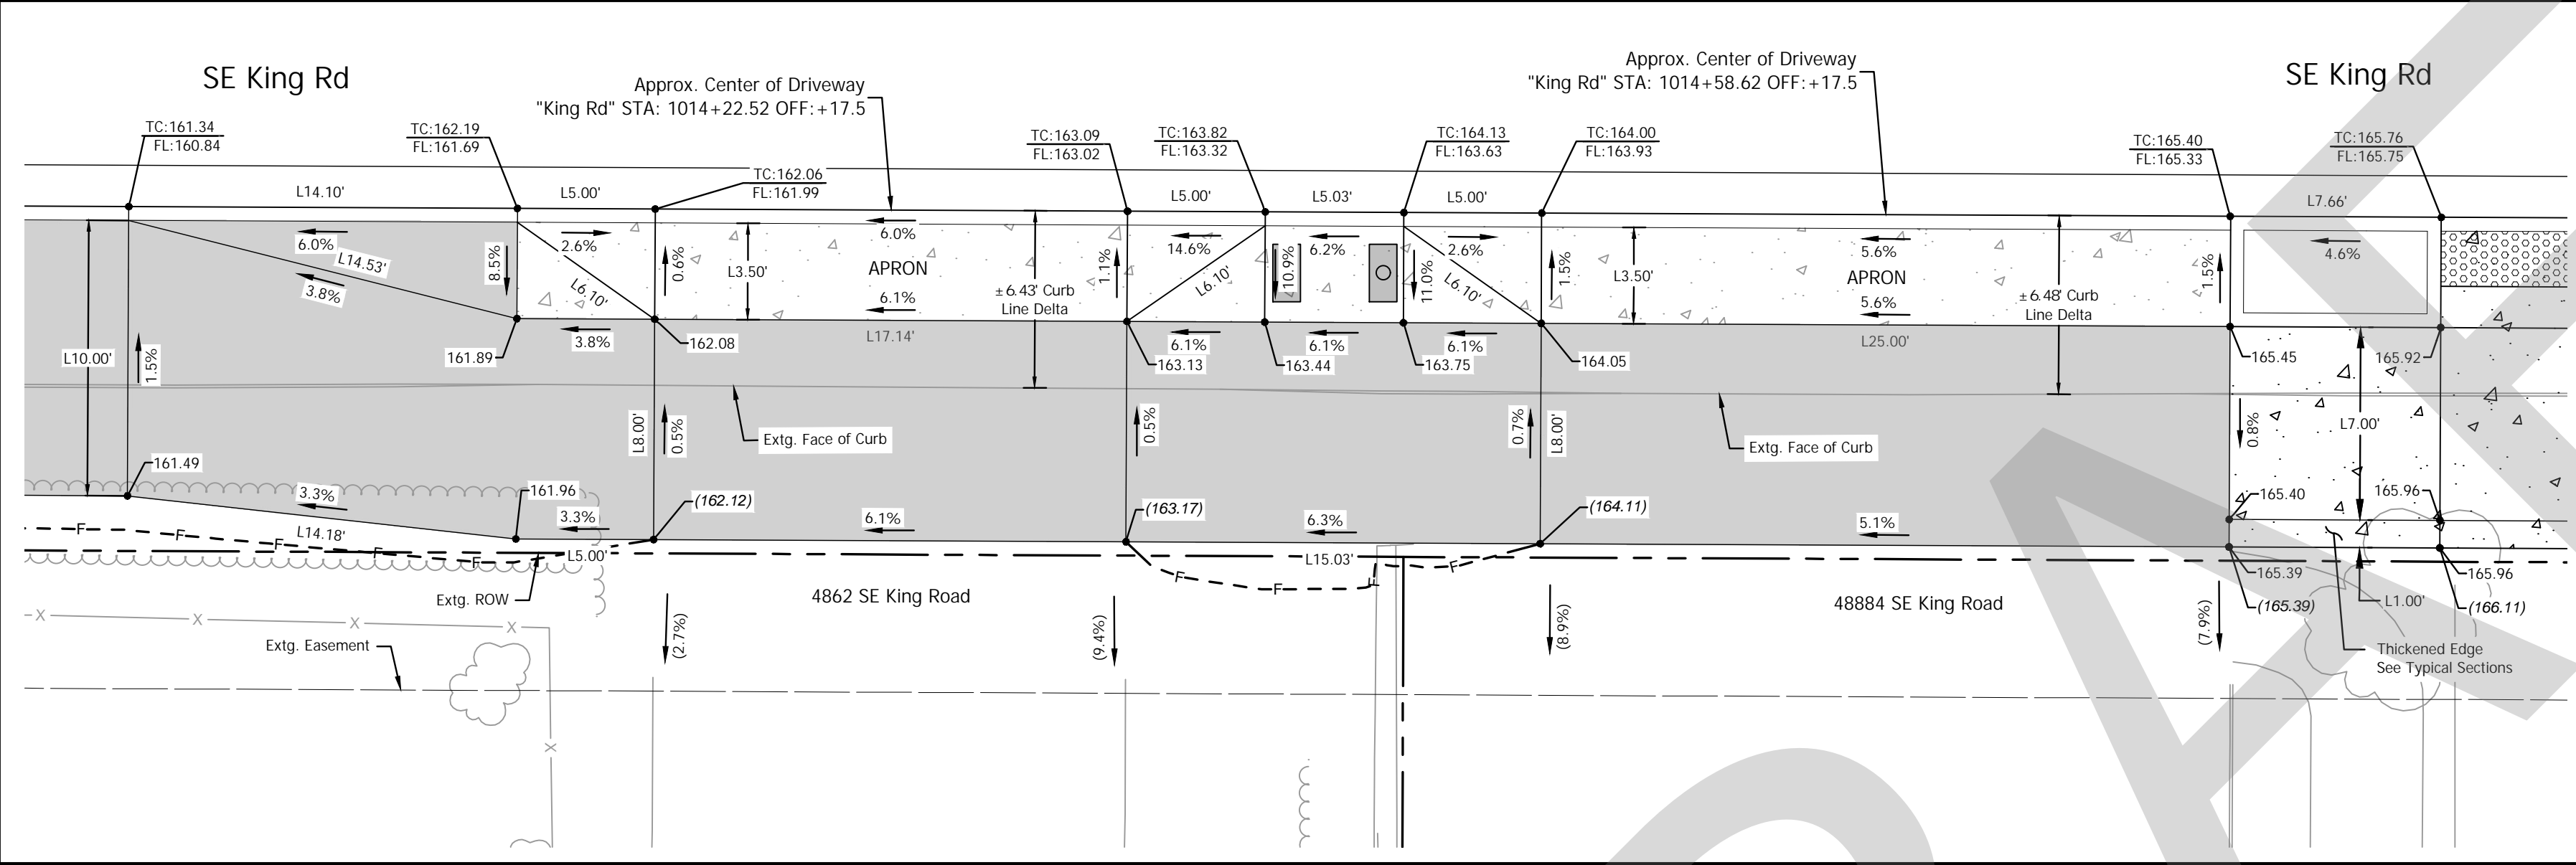 SE King Rd
Approx. Center of Driveway
"King Rd" STA: 1014+22.52 OFF:+17.5
Approx. Center of Driveway
"King Rd" STA: 1014+58.62 OFF:+17.5
SE King Rd
TC:161.34
FL:160.84
TC:162.19
FL:161.69
TC:162.06
FL:161.99
TC:163.09
FL:163.02
TC:163.82
FL:163.32
TC:164.13
FL:163.63
TC:164.00
FL:163.93
TC:165.40
FL:165.33
TC:165.76
FL:165.75
L14.10'
L5.00'
L5.00'
L5.03'
L5.00'
L7.66'
6.0%
L14.53'
3.8%
8.5%
2.6%
L6.10'
0.6%
L3.50'
6.0%
APRON
6.1%
±6.43' Curb
Line Delta
1.1%
14.6%
L6.10'
10.9%
6.2%
11.0%
2.6%
L6.10'
1.5%
L3.50'
5.6%
APRON
5.6%
±6.48' Curb
Line Delta
1.5%
4.6%
L10.00'
1.5%
161.89
3.8%
162.08
L17.14'
6.1%
163.13
6.1%
163.44
6.1%
163.75
164.05
L25.00'
165.45
165.92
L8.00'
0.5%
Extg. Face of Curb
0.5%
0.7%
L8.00'
Extg. Face of Curb
0.8%
L7.00'
161.49
3.3%
L14.18'
161.96
3.3%
L5.00'
(162.12)
6.1%
(163.17)
6.3%
L15.03'
(164.11)
5.1%
165.40
165.96
F
F
F
F
F
F
F
F
F
165.39
(165.39)
165.96
(166.11)
L1.00'
Extg. ROW
4862 SE King Road
48884 SE King Road
X
X
X
X
X
Extg. Easement
(2.7%)
(9.4%)
(8.9%)
(7.9%)
Thickened Edge
See Typical Sections